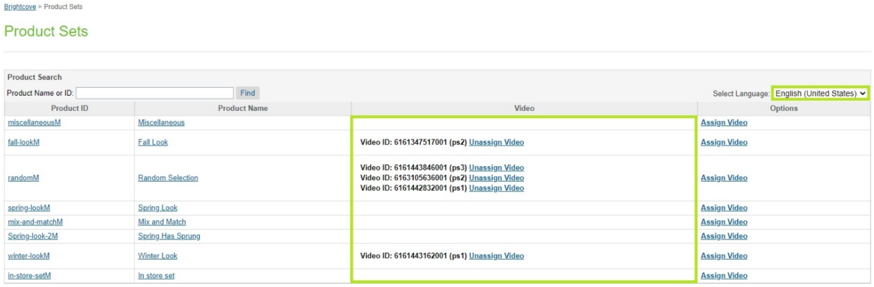 Brightcove > Product Sets
Product Sets
Product Search
Product Name or ID: Find Select Language: English (United States)
Product ID Product Name Video Options
miscellaneousM Miscellaneous Assign Video
fall-lookM Fall Look Video ID: 6161347517001 (ps2) Unassign Video Assign Video
Video ID: 6161443846001 (ps3) Unassign Video
randomM Random Selection Video ID: 6163105636001 (ps2) Unassign Video Assign Video
Video ID: 6161442832001 (ps1) Unassign Video
spring-lookM Spring Look Assign Video
mix-and-matchM Mix and Match Assign Video
Spring-look-2M Spring Has Sprung Assign Video
winter-lookM Winter Look Video ID: 6161443162001 (ps1) Unassign Video Assign Video
in-store-setM In store set Assign Video